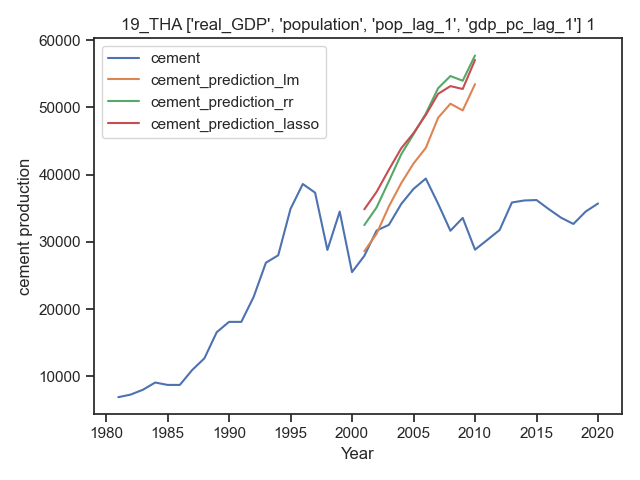 19_THA ['real_GDP', 'population', 'pop_lag_1', 'gdp_pc_lag_1'] 1
cement
cement_prediction_lm
cement_prediction_rr
cement_prediction_lasso
cement production
60000
50000
40000
30000
20000
10000
1980 1985 1990 1995 2000 2005 2010 2015 2020
Year